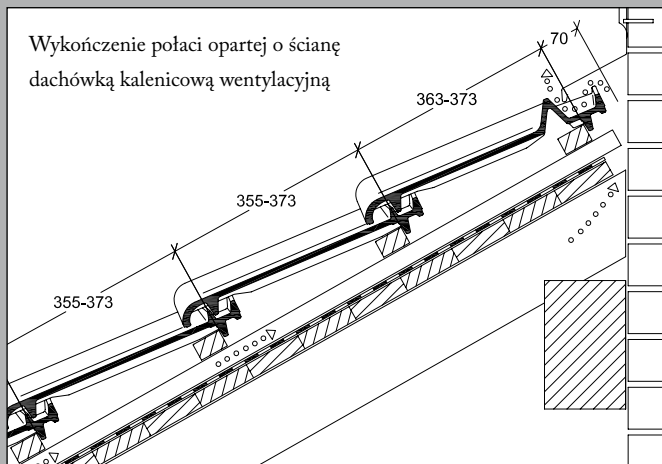 Wykończenie połaci opartej o ścianę
dachówką kalenicową wentylacyjną
70
363-373
355-373
355-373